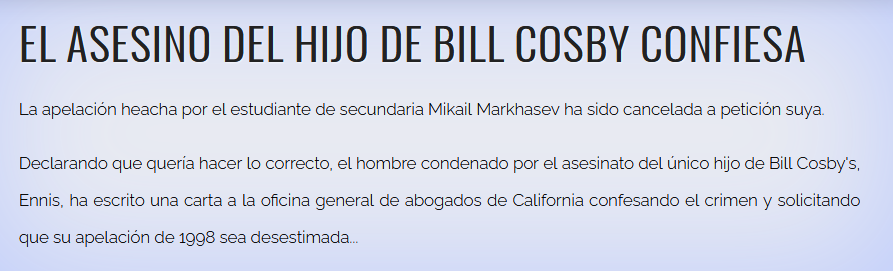 EL ASESINO DEL HIJO DE BILL COSBY CONFIESA
La apelación heacha por el estudiante de secundaria Mikail Markhasev ha sido cancelada a petición suya.
Declarando que quería hacer lo correcto, el hombre condenado por el asesinato del único hijo de Bill Cosby's,
Ennis, ha escrito una carta a la oficina general de abogados de California confesando el crimen y solicitando
que su apelación de 1998 sea desestimada...